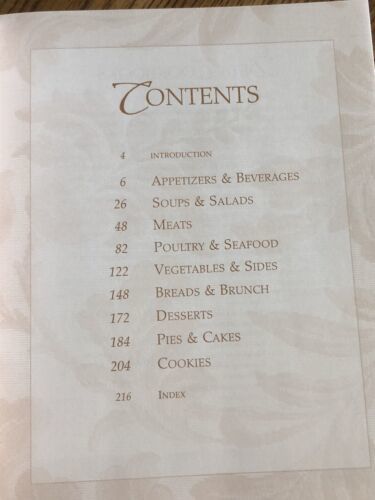 CONTENTS
4 INTRODUCTION
6 APPETIZERS & BEVERAGES
26 SOUPS & SALADS
48 MEATS
82 POULTRY & SEAFOOD
122 VEGETABLES & SIDES
148 BREADS & BRUNCH
172 DESSERTS
184 PIES & CAKES
204 COOKIES
216 INDEX